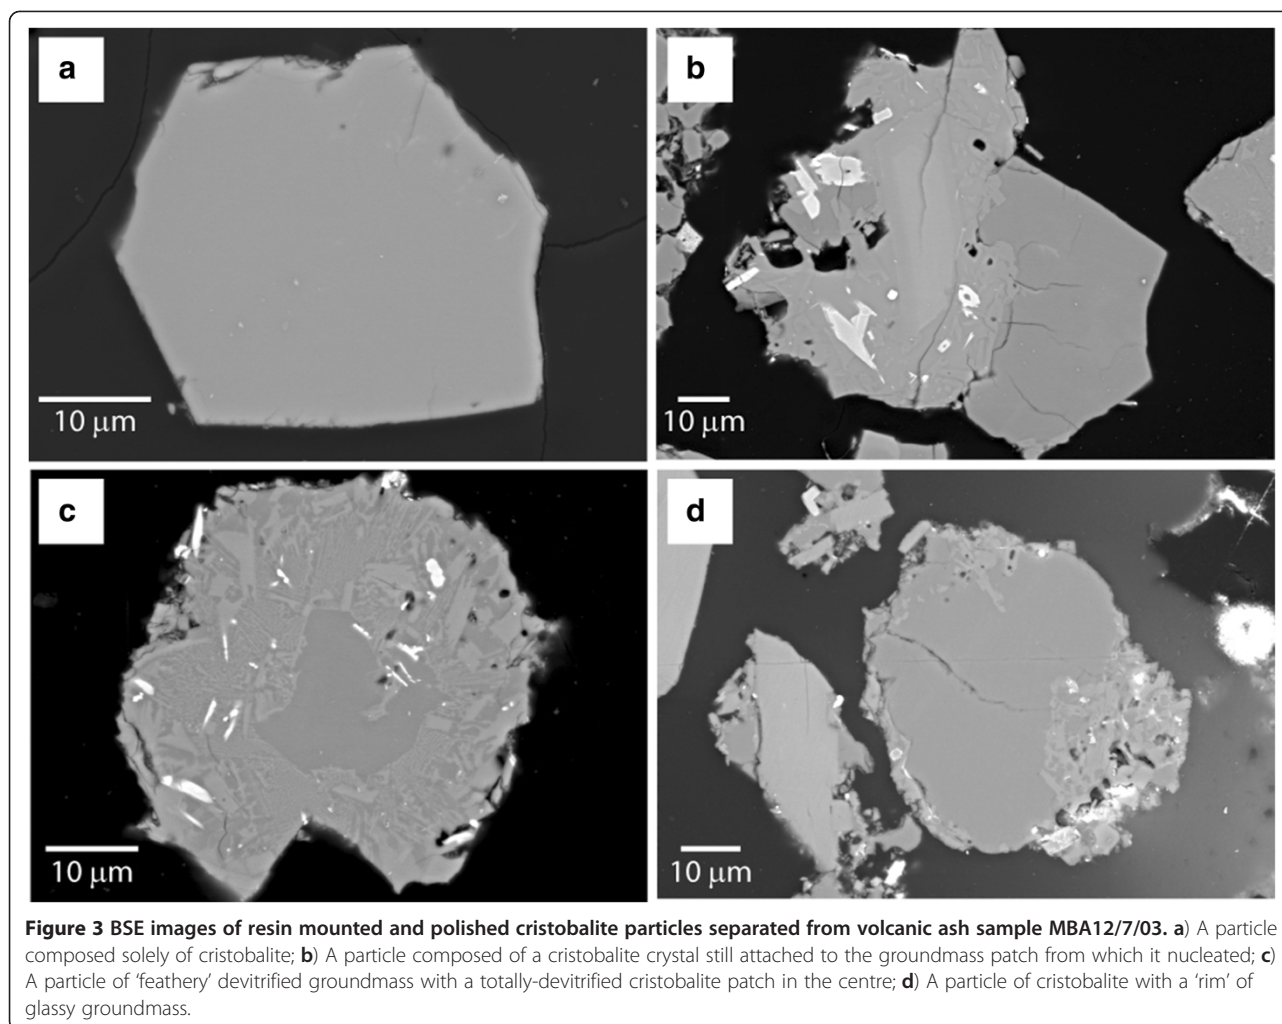 a
b
10 μm
10 μm
c
d
10 μm
10 μm
Figure 3 BSE images of resin mounted and polished cristobalite particles separated from volcanic ash sample MBA12/7/03. a) A particle
composed solely of cristobalite; b) A particle composed of a cristobalite crystal still attached to the groundmass patch from which it nucleated; c)
A particle of ‘feathery’ devitrified groundmass with a totally-devitrified cristobalite patch in the centre; d) A particle of cristobalite with a ‘rim’ of
glassy groundmass.